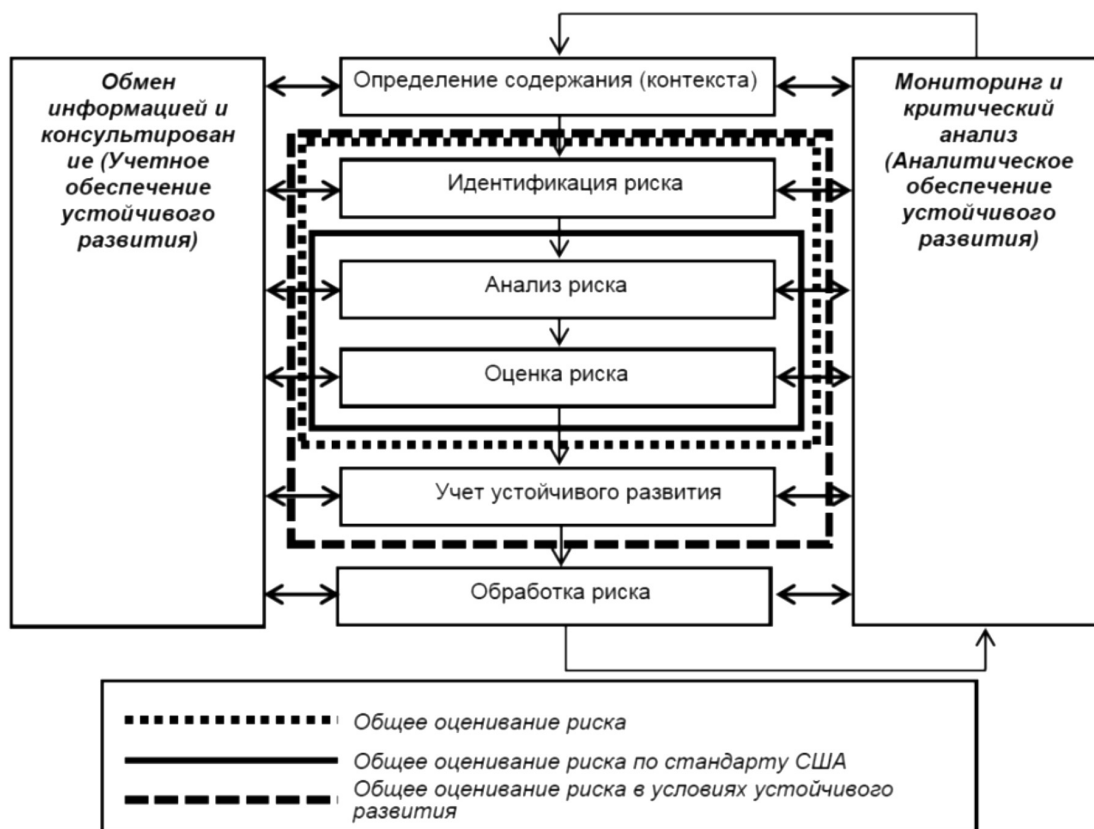 Обмен
информацией и
консультирован
ие (Учетное
обеспечение
устойчивого
развития)
Определение содержания (контекста)
Идентификация риска
Анализ риска
Оценка риска
Учет устойчивого развития
Обработка риска
Мониторинг и
критический
анализ
(Аналитическое
обеспечение
устойчивого
развития)
Общее оценивание риска
Общее оценивание риска по стандарту США
Общее оценивание риска в условиях устойчивого
развития